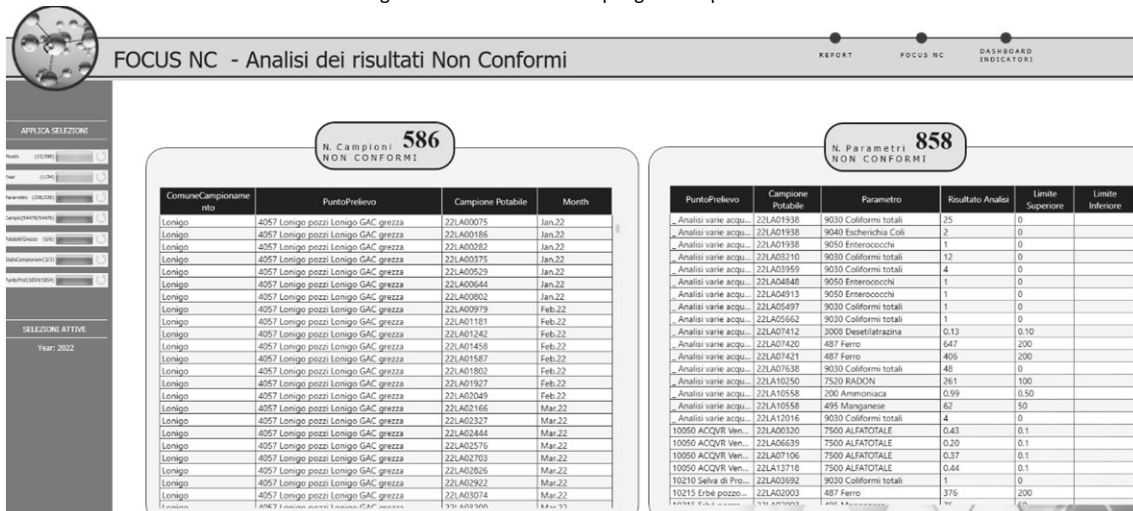 FOCUS NC - Analisi dei risultati Non Conformi
REPORT FOCUS NC DASHBOARD INDICATORI
APPLICA SELEZIONI
Month
Year (1/34)
Parametro
SELEZIONI ATTIVE
Year: 2022
N. Campioni 586
NON CONFORMI
ComuneCampionamento PuntoPrelievo Campione Potabile Month
Lonigo 4057 Lonigo pozzi Lonigo GAC grezza 22LA00075 Jan.22
Lonigo 4057 Lonigo pozzi Lonigo GAC grezza 22LA00186 Jan.22
Lonigo 4057 Lonigo pozzi Lonigo GAC grezza 22LA00282 Jan.22
Lonigo 4057 Lonigo pozzi Lonigo GAC grezza 22LA00375 Jan.22
Lonigo 4057 Lonigo pozzi Lonigo GAC grezza 22LA00529 Jan.22
Lonigo 4057 Lonigo pozzi Lonigo GAC grezza 22LA00644 Jan.22
Lonigo 4057 Lonigo pozzi Lonigo GAC grezza 22LA00802 Jan.22
Lonigo 4057 Lonigo pozzi Lonigo GAC grezza 22LA00979 Feb.22
Lonigo 4057 Lonigo pozzi Lonigo GAC grezza 22LA01181 Feb.22
Lonigo 4057 Lonigo pozzi Lonigo GAC grezza 22LA01242 Feb.22
Lonigo 4057 Lonigo pozzi Lonigo GAC grezza 22LA01458 Feb.22
Lonigo 4057 Lonigo pozzi Lonigo GAC grezza 22LA01587 Feb.22
Lonigo 4057 Lonigo pozzi Lonigo GAC grezza 22LA01802 Feb.22
Lonigo 4057 Lonigo pozzi Lonigo GAC grezza 22LA01927 Feb.22
Lonigo 4057 Lonigo pozzi Lonigo GAC grezza 22LA02049 Feb.22
Lonigo 4057 Lonigo pozzi Lonigo GAC grezza 22LA02166 Mar.22
Lonigo 4057 Lonigo pozzi Lonigo GAC grezza 22LA02327 Mar.22
Lonigo 4057 Lonigo pozzi Lonigo GAC grezza 22LA02444 Mar.22
Lonigo 4057 Lonigo pozzi Lonigo GAC grezza 22LA02576 Mar.22
Lonigo 4057 Lonigo pozzi Lonigo GAC grezza 22LA02703 Mar.22
Lonigo 4057 Lonigo pozzi Lonigo GAC grezza 22LA02826 Mar.22
Lonigo 4057 Lonigo pozzi Lonigo GAC grezza 22LA02922 Mar.22
Lonigo 4057 Lonigo pozzi Lonigo GAC grezza 22LA03074 Mar.22
N. Parametri 858
NON CONFORMI
PuntoPrelievo Campione Potabile Parametro Risultato Analisi Limite Superiore Limite Inferiore
_ Analisi varie acqu... 22LA01938 9030 Coliformi totali 25 0
_ Analisi varie acqu... 22LA01938 9040 Escherichia Coli 2 0
_ Analisi varie acqu... 22LA01938 9050 Enterococchi 1 0
_ Analisi varie acqu... 22LA03210 9030 Coliformi totali 12 0
_ Analisi varie acqu... 22LA03959 9030 Coliformi totali 4 0
_ Analisi varie acqu... 22LA04848 9050 Enterococchi 1 0
_ Analisi varie acqu... 22LA04913 9050 Enterococchi 1 0
_ Analisi varie acqu... 22LA05497 9030 Coliformi totali 1 0
_ Analisi varie acqu... 22LA05662 9030 Coliformi totali 1 0
_ Analisi varie acqu... 22LA07412 3008 Desetilatrazina 0.13 0.10
_ Analisi varie acqu... 22LA07420 487 Ferro 647 200
_ Analisi varie acqu... 22LA07421 487 Ferro 406 200
_ Analisi varie acqu... 22LA07638 9030 Coliformi totali 48 0
_ Analisi varie acqu... 22LA10250 7520 RADON 261 100
_ Analisi varie acqu... 22LA10558 200 Ammoniaca 0.99 0.50
_ Analisi varie acqu... 22LA10558 495 Manganese 62 50
_ Analisi varie acqu... 22LA12016 9030 Coliformi totali 4 0
10050 ACQVR Ven... 22LA00320 7500 ALFATOTALE 0.43 0.1
10050 ACQVR Ven... 22LA06639 7500 ALFATOTALE 0.20 0.1
10050 ACQVR Ven... 22LA07106 7500 ALFATOTALE 0.37 0.1
10050 ACQVR Ven... 22LA13718 7500 ALFATOTALE 0.44 0.1
10210 Selva di Pro... 22LA03692 9030 Coliformi totali 1 0
10215 Erbè pozzo... 22LA02003 487 Ferro 376 200